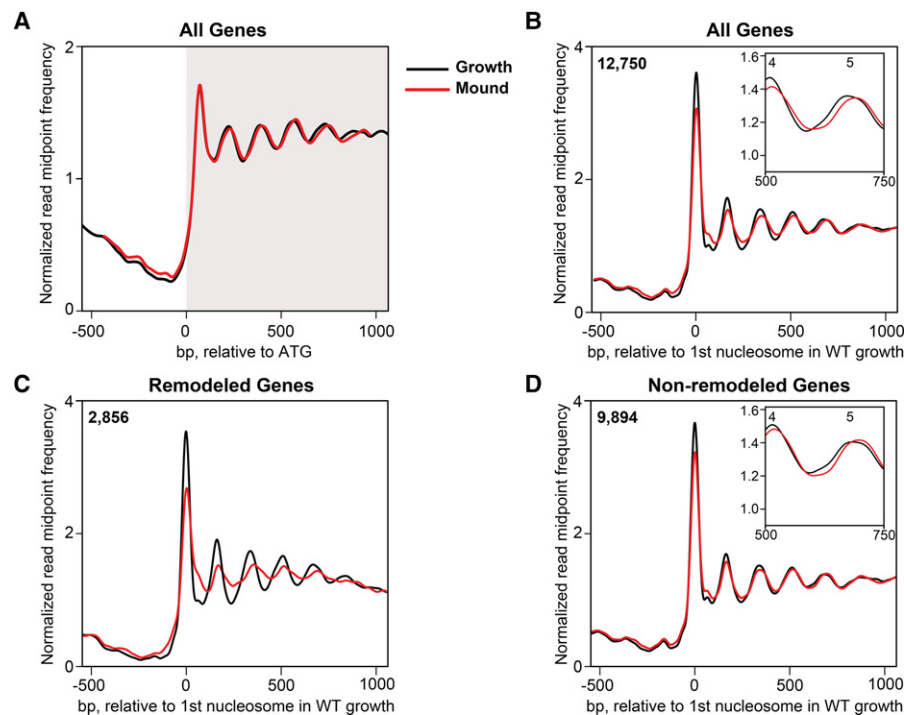 A
All Genes
Normalized read midpoint frequency
2
1
0
-500 0 500 1000
bp, relative to ATG
Growth
Mound
B
All Genes
Normalized read midpoint frequency
12,750
4
2
0
-500 0 500 1000
bp, relative to 1st nucleosome in WT growth
4 5
1.6
1.4
1.2
1.0
500 750
C
Remodeled Genes
Normalized read midpoint frequency
2,856
4
2
0
-500 0 500 1000
bp, relative to 1st nucleosome in WT growth
D
Non-remodeled Genes
Normalized read midpoint frequency
9,894
4
2
0
-500 0 500 1000
bp, relative to 1st nucleosome in WT growth
4 5
1.6
1.4
1.2
1.0
500 750